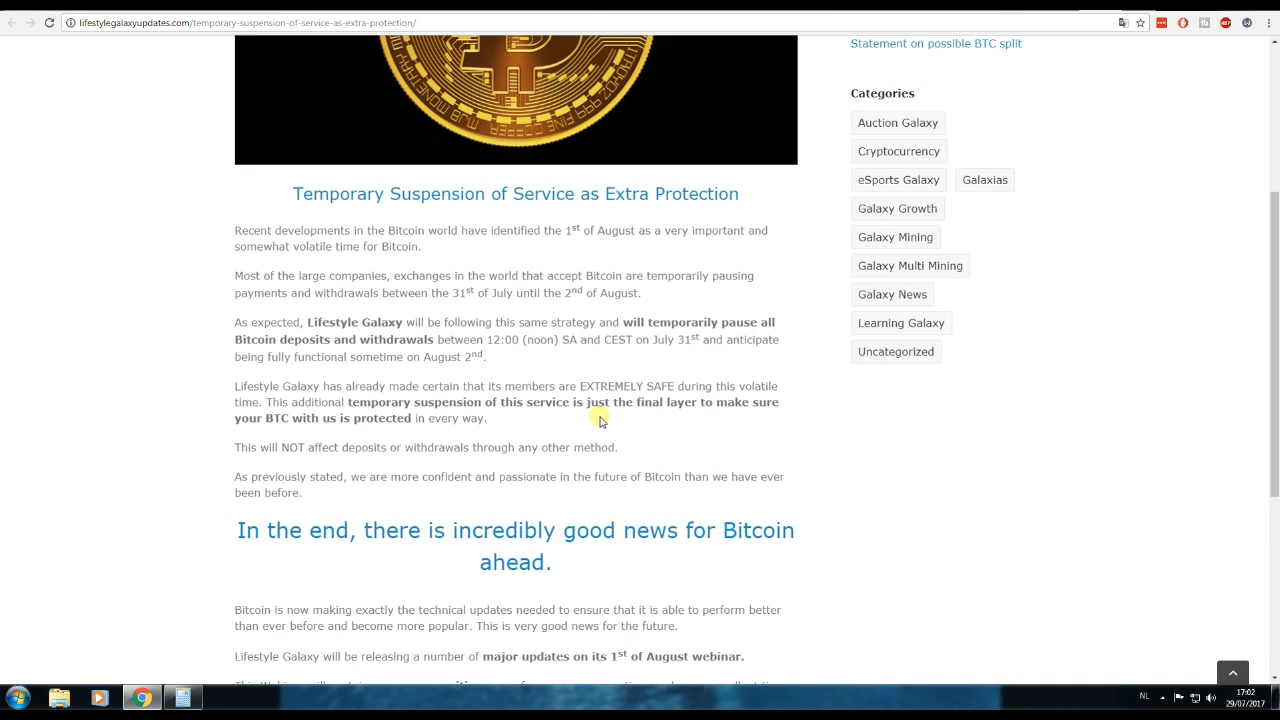 lifestylegalaxyupdates.com/temporary-suspension-of-service-as-extra-protection/
Statement on possible BTC split
Categories
Auction Galaxy
Cryptocurrency
eSports Galaxy
Galaxias
Galaxy Growth
Galaxy Mining
Galaxy Multi Mining
Galaxy News
Learning Galaxy
Uncategorized
Temporary Suspension of Service as Extra Protection
Recent developments in the Bitcoin world have identified the 1st of August as a very important and
somewhat volatile time for Bitcoin.
Most of the large companies, exchanges in the world that accept Bitcoin are temporarily pausing
payments and withdrawals between the 31st of July until the 2nd of August.
As expected, Lifestyle Galaxy will be following this same strategy and will temporarily pause all
Bitcoin deposits and withdrawals between 12:00 (noon) SA and CEST on July 31st and anticipate
being fully functional sometime on August 2nd.
Lifestyle Galaxy has already made certain that its members are EXTREMELY SAFE during this volatile
time. This additional temporary suspension of this service is just the final layer to make sure
your BTC with us is protected in every way.
This will NOT affect deposits or withdrawals through any other method.
As previously stated, we are more confident and passionate in the future of Bitcoin than we have ever
been before.
In the end, there is incredibly good news for Bitcoin
ahead.
Bitcoin is now making exactly the technical updates needed to ensure that it is able to perform better
than ever before and become more popular. This is very good news for the future.
Lifestyle Galaxy will be releasing a number of major updates on its 1st of August webinar.
NL
17:02
29/07/2017